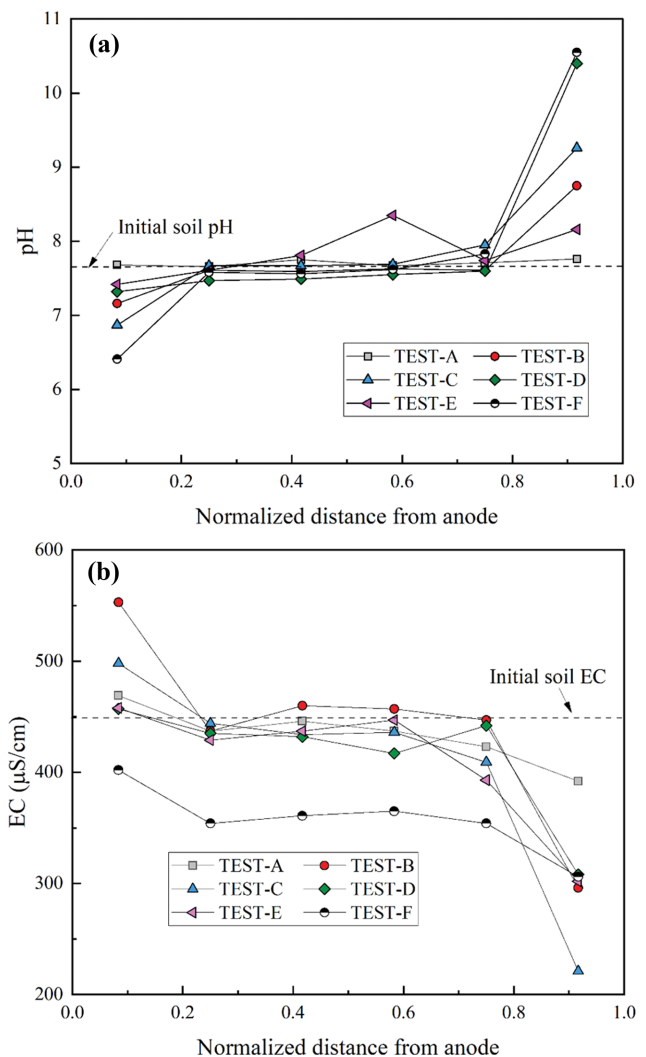 (a)
11
10
9
8
7
6
5
pH
Initial soil pH
TEST-A TEST-B
TEST-C TEST-D
TEST-E TEST-F
0.0 0.2 0.4 0.6 0.8 1.0
Normalized distance from anode
(b)
600
500
400
300
200
EC (μS/cm)
Initial soil EC
TEST-A TEST-B
TEST-C TEST-D
TEST-E TEST-F
0.0 0.2 0.4 0.6 0.8 1.0
Normalized distance from anode